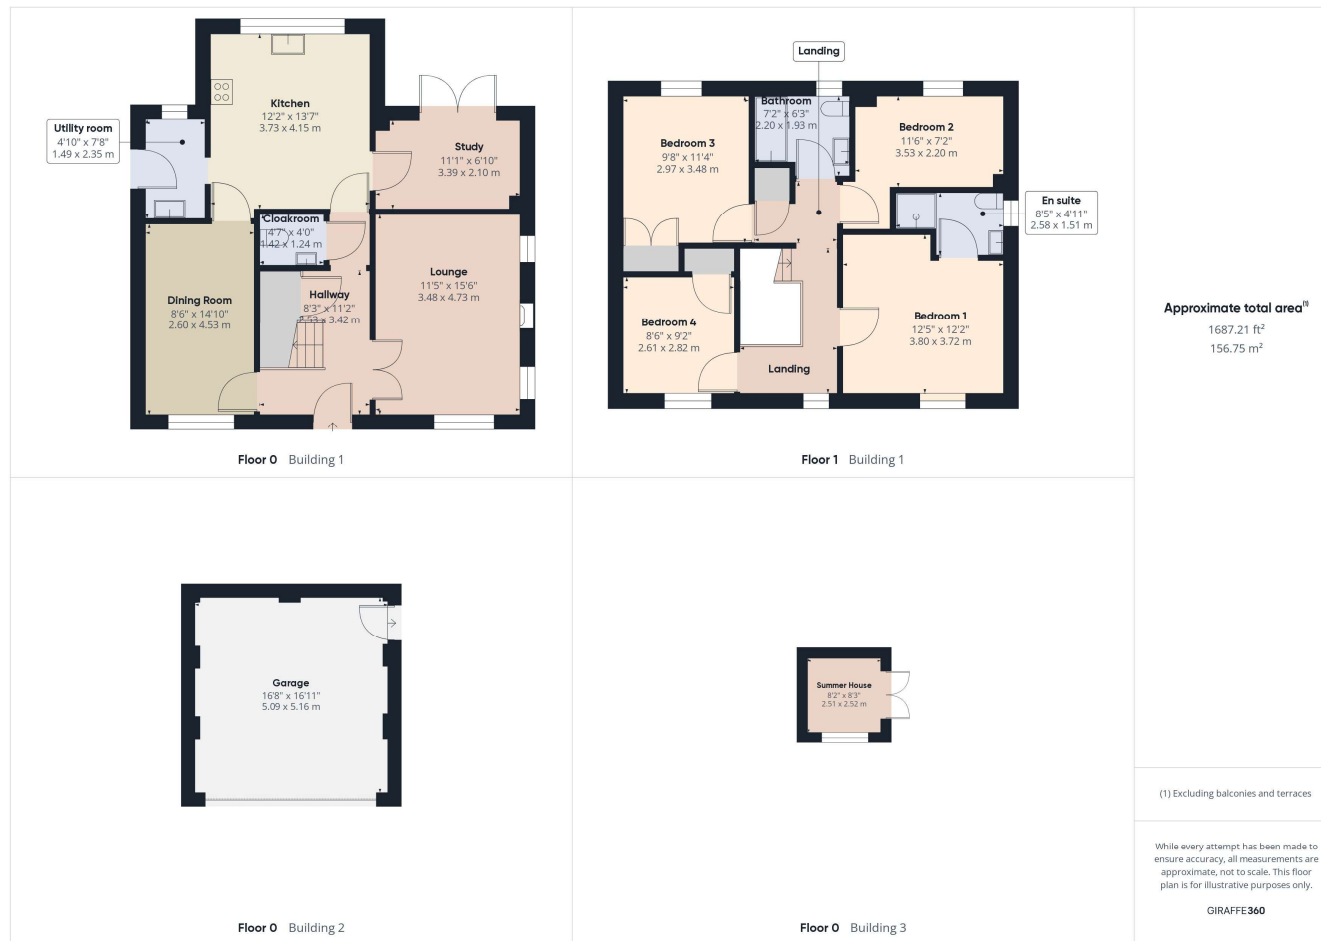 Kitchen
12'2" x 13'7"
3.73 x 4.15 m
Utility room
4'10" x 7'8"
1.49 x 2.35 m
Study
11'1" x 6'10"
3.39 x 2.10 m
Cloakroom
4'7" x 4'0"
1.42 x 1.24 m
Lounge
11'5" x 15'6"
3.48 x 4.73 m
Dining Room
8'6" x 14'10"
2.60 x 4.53 m
Hallway
8'3" x 11'2"
x 3.42 m
Floor 0 Building 1
Landing
Bathroom
7'2" x 6'3"
2.20 x 1.93 m
Bedroom 2
11'6" x 7'2"
3.53 x 2.20 m
Bedroom 3
9'8" x 11'4"
2.97 x 3.48 m
En suite
8'5" x 4'11"
2.58 x 1.51 m
Bedroom 4
8'6" x 9'2"
2.61 x 2.82 m
Bedroom 1
12'5" x 12'2"
3.80 x 3.72 m
Landing
Floor 1 Building 1
Garage
16'8" x 16'11"
5.09 x 5.16 m
Floor 0 Building 2
Summer House
8'2" x 8'3"
2.51 x 2.52 m
Floor 0 Building 3
Approximate total area(1)
1687.21 ft²
156.75 m²
(1) Excluding balconies and terraces
While every attempt has been made to
ensure accuracy, all measurements are
approximate, not to scale. This floor
plan is for illustrative purposes only.
GIRAFFE360